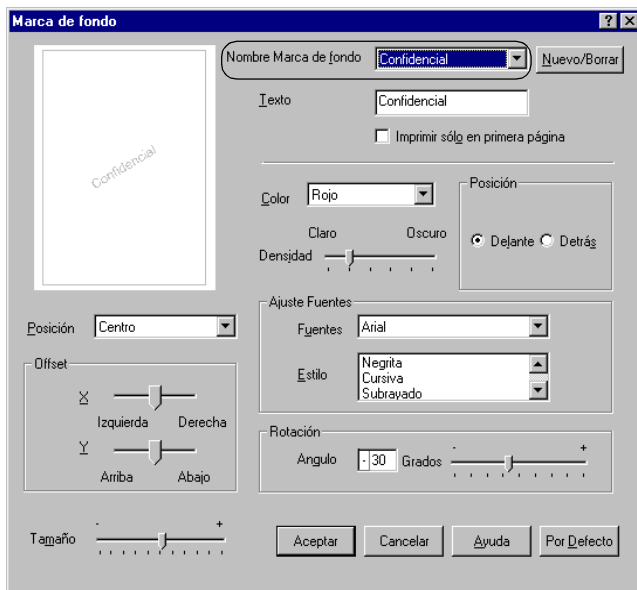 Marca de fondo
Nombre Marca de fondo Confidencial Nuevo/Borrar
Texto Confidencial
Imprimir sólo en primera página
Confidencial
Color Rojo
Posición
Claro Oscuro
Densidad
Delante Detrás
Posición Centro
Ajuste Fuentes
Fuentes Arial
Estilo Negrita
Cursiva
Subrayado
Offset
X
Izquierda Derecha
Y
Arriba Abajo
Rotación
Angulo -30 Grados - +
Tamaño - +
Aceptar Cancelar Ayuda Por Defecto